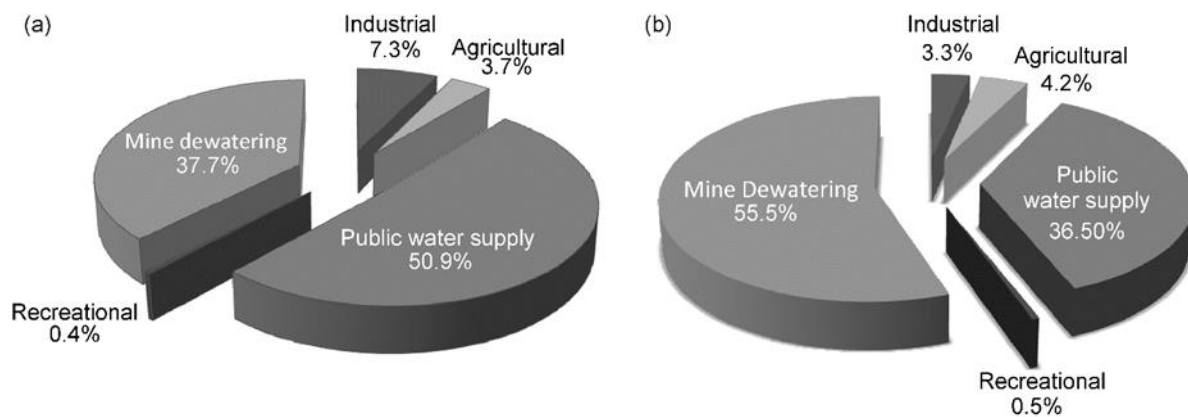 (a)
Industrial
7.3%
Agricultural
3.7%
Mine dewatering
37.7%
Public water supply
50.9%
Recreational
0.4%
(b)
Industrial
3.3%
Agricultural
4.2%
Mine Dewatering
55.5%
Public
water supply
36.50%
Recreational
0.5%